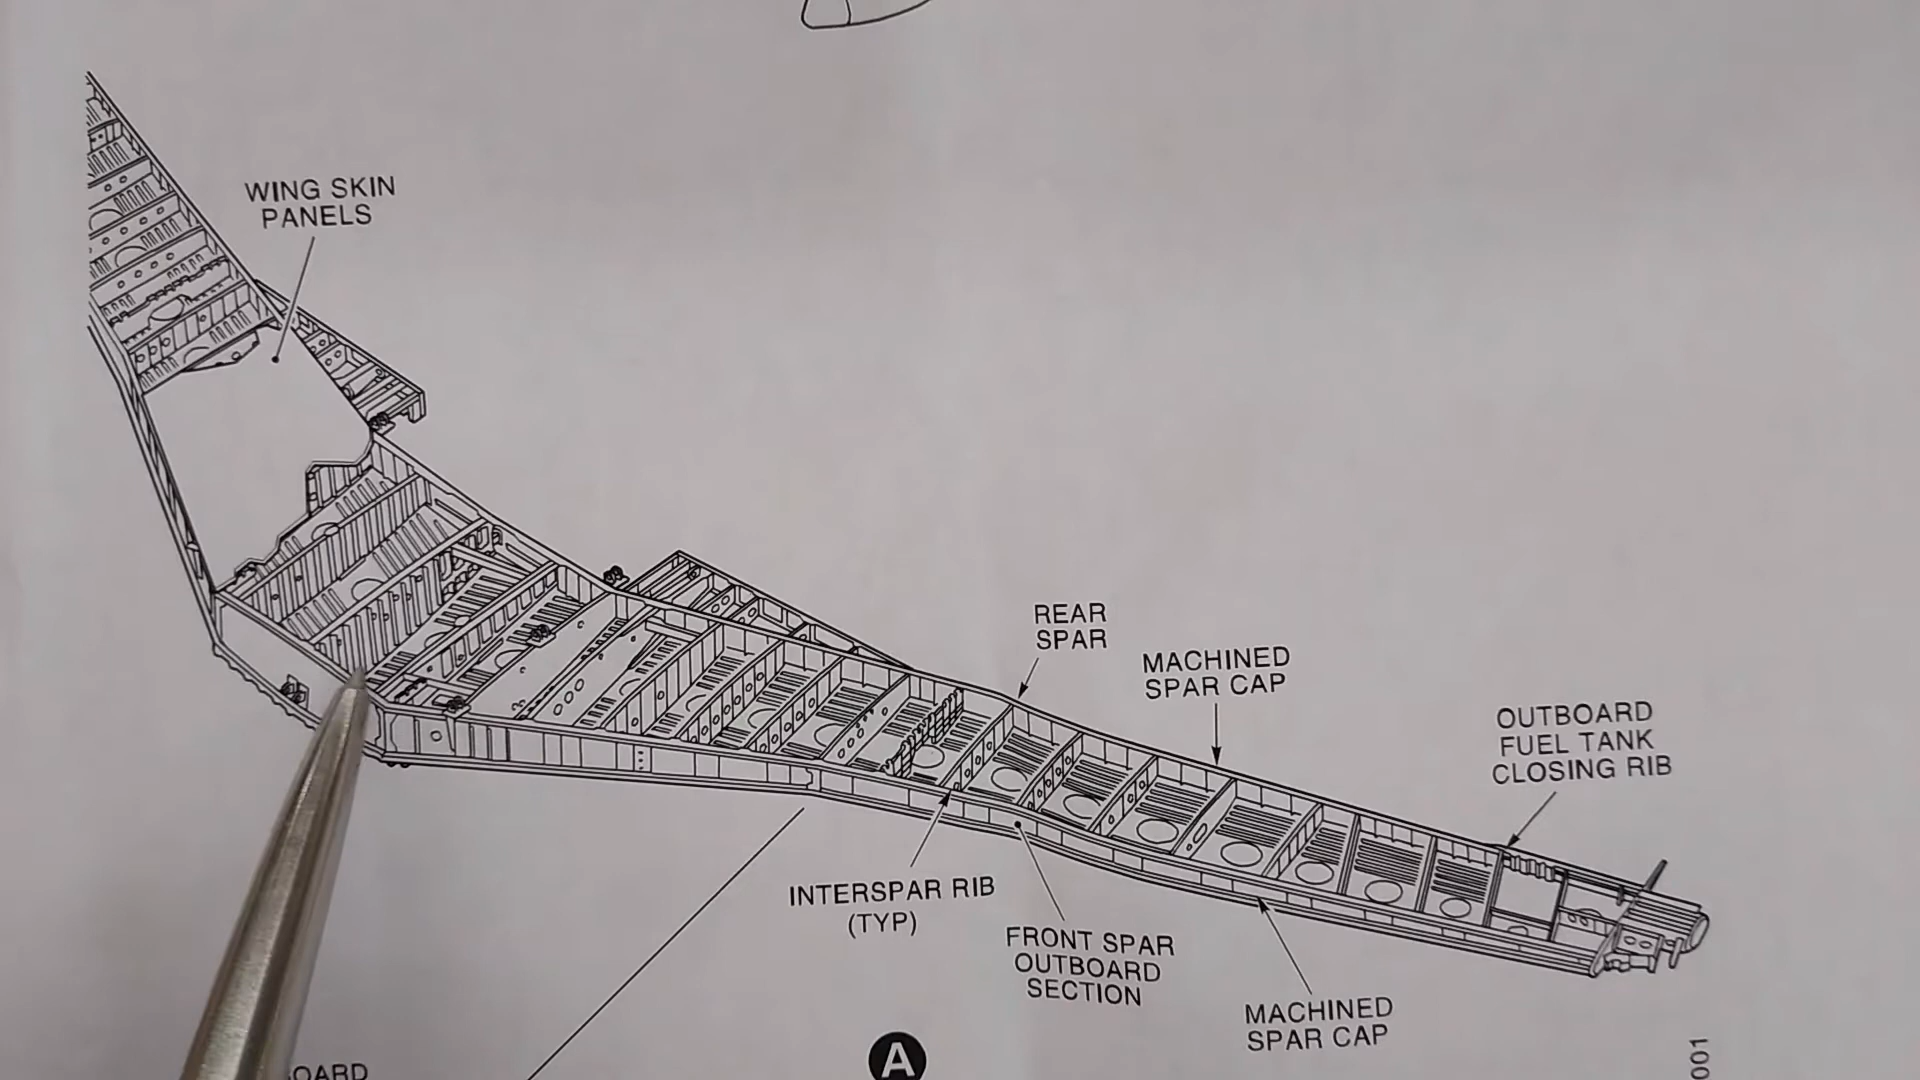 WING SKIN
PANELS
REAR
SPAR
MACHINED
SPAR CAP
OUTBOARD
FUEL TANK
CLOSING RIB
INTERSPAR RIB
(TYP)
FRONT SPAR
OUTBOARD
SECTION
MACHINED
SPAR CAP
A
001
OARD